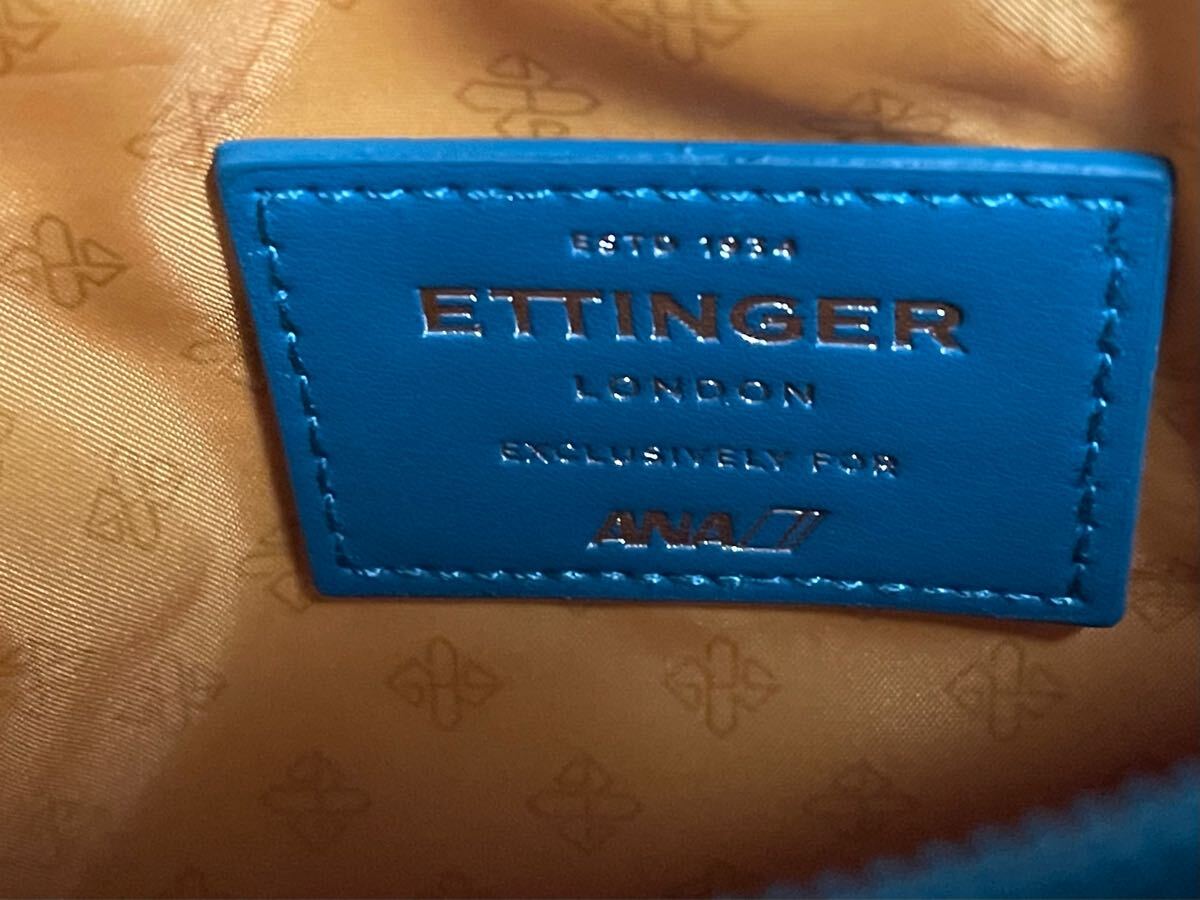 ESTD 1934
ETTINGER
LONDON
EXCLUSIVELY FOR
ANA